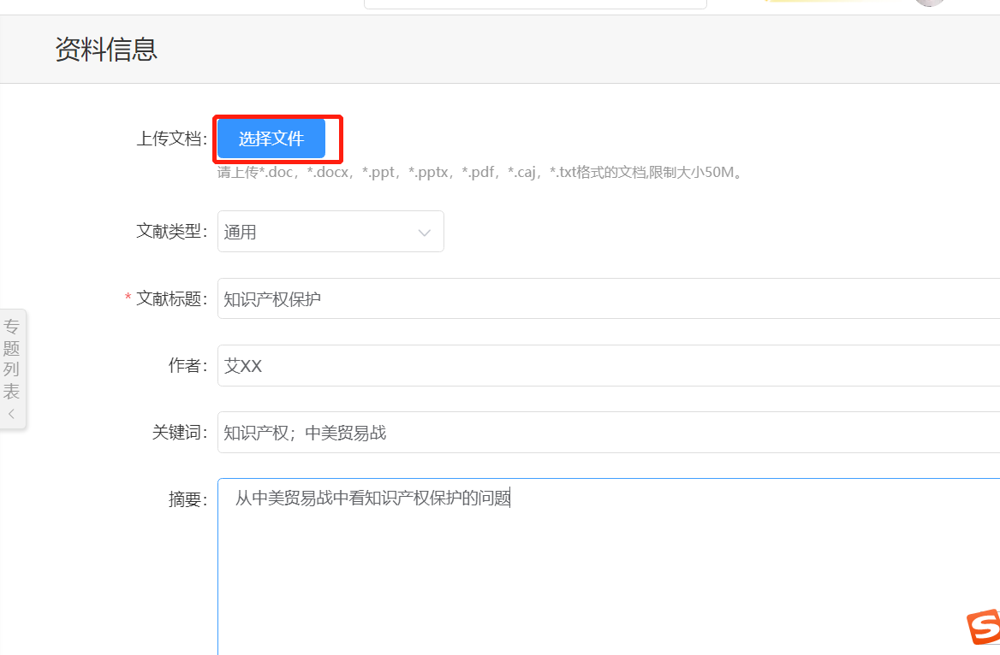 资料信息
上传文档：
选择文件
请上传*.doc，*.docx，*.ppt，*.pptx，*.pdf，*.caj，*.txt格式的文档,限制大小50M。
文献类型：
通用
* 文献标题：
知识产权保护
作者：
艾XX
关键词：
知识产权；中美贸易战
摘要：
从中美贸易战中看知识产权保护的问题
专题列表
S